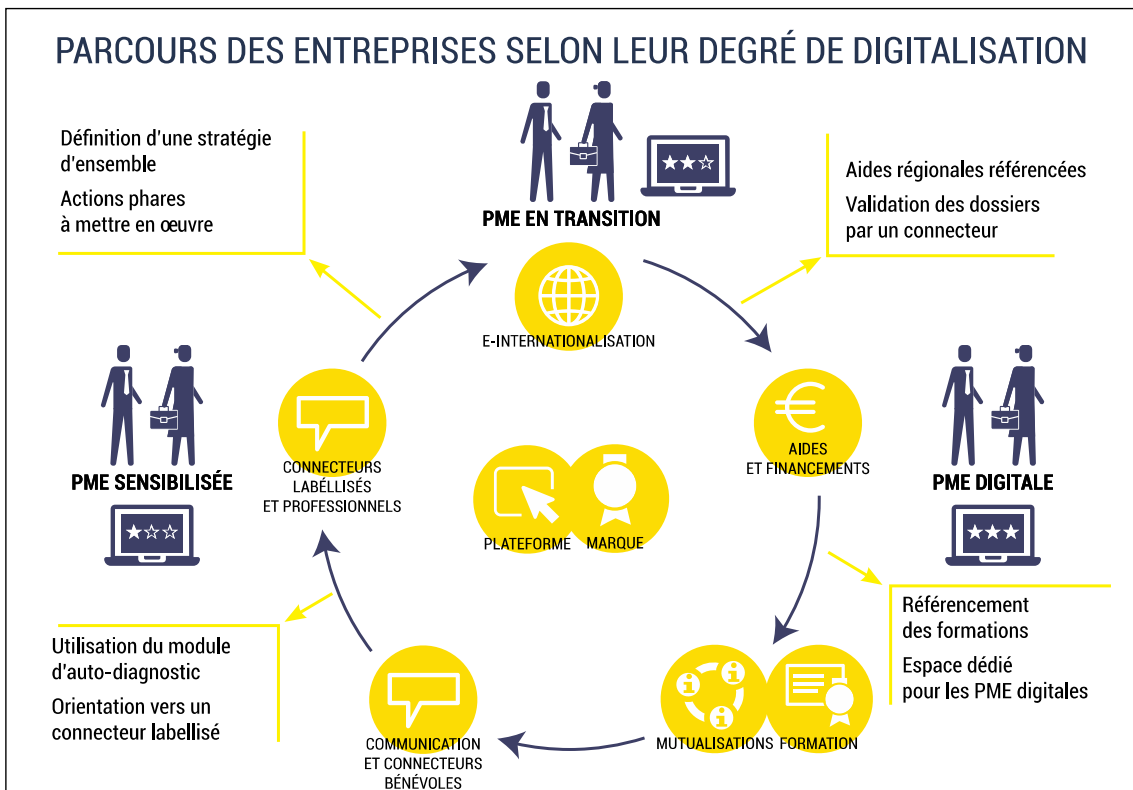 PARCOURS DES ENTREPRISES SELON LEUR DEGRÉ DE DIGITALISATION
Définition d'une stratégie
d'ensemble
Actions phares
à mettre en œuvre
PME EN TRANSITION
Aides régionales référencées
Validation des dossiers
par un connecteur
E-INTERNATIONALISATION
PME SENSIBILISÉE
CONNECTEURS
LABÉLLISÉS
ET PROFESSIONNELS
AIDES
ET FINANCEMENTS
PME DIGITALE
PLATEFORME
MARQUE
Utilisation du module
d'auto-diagnostic
Orientation vers un
connecteur labellisé
COMMUNICATION
ET CONNECTEURS
BÉNÉVOLES
MUTUALISATIONS
FORMATION
Référencement
des formations
Espace dédié
pour les PME digitales